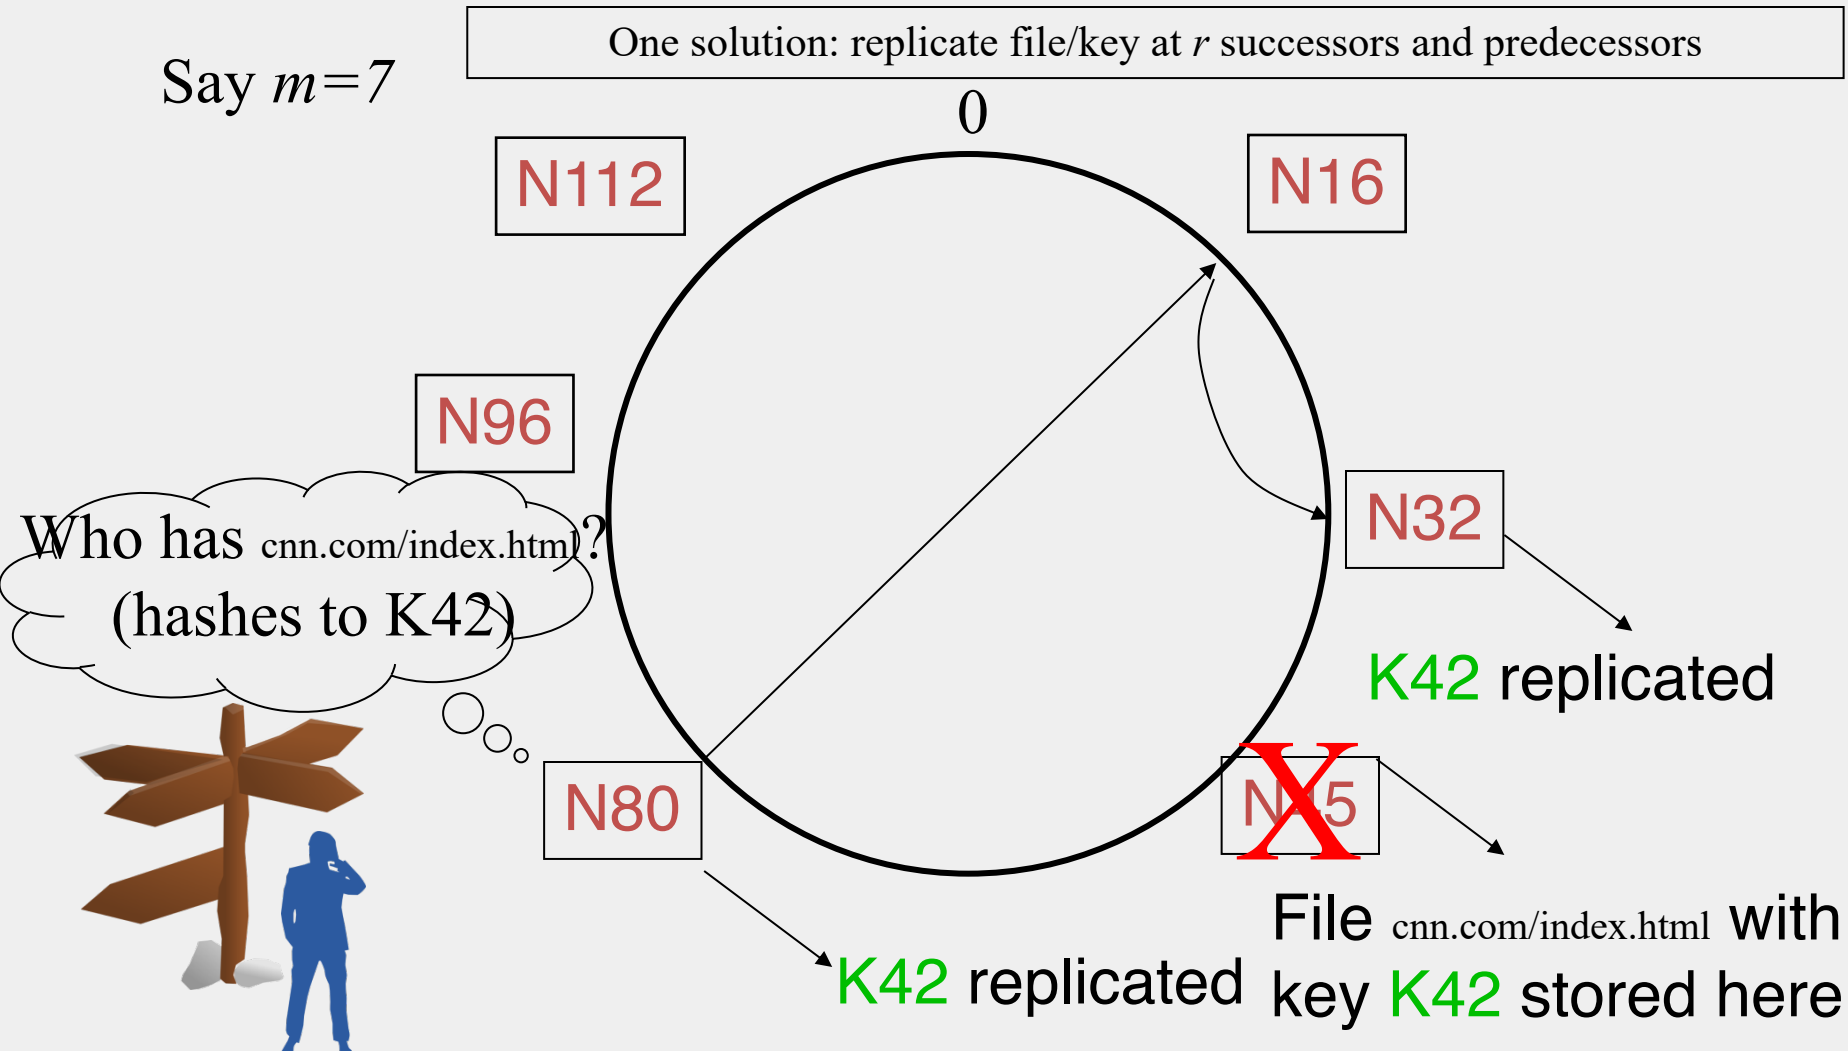 One solution: replicate file/key at r successors and predecessors
Say m=7
0
N112
N16
N96
N32
Who has cnn.com/index.html?
(hashes to K42)
K42 replicated
N80
N45
X
File cnn.com/index.html with
key K42 stored here
K42 replicated